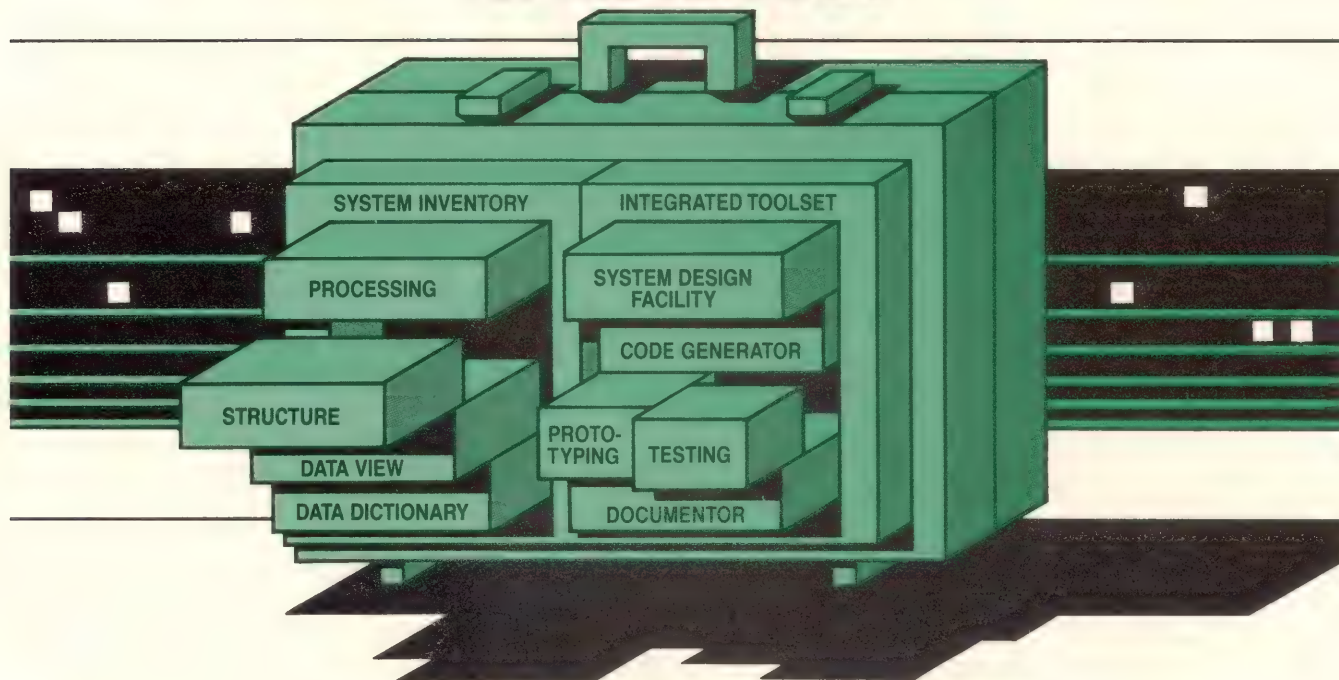 SYSTEM INVENTORY
PROCESSING
STRUCTURE
DATA VIEW
DATA DICTIONARY
INTEGRATED TOOLSET
SYSTEM DESIGN
FACILITY
CODE GENERATOR
PROTO-
TYPING
TESTING
DOCUMENTOR